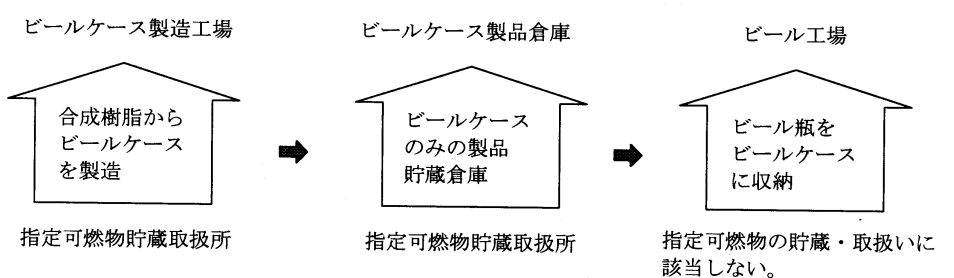 ビールケース製造工場
合成樹脂から
ビールケース
を製造
指定可燃物貯蔵取扱所
ビールケース製品倉庫
ビールケース
のみの製品
貯蔵倉庫
指定可燃物貯蔵取扱所
ビール工場
ビール瓶を
ビールケース
に収納
指定可燃物の貯蔵・取扱いに
該当しない。